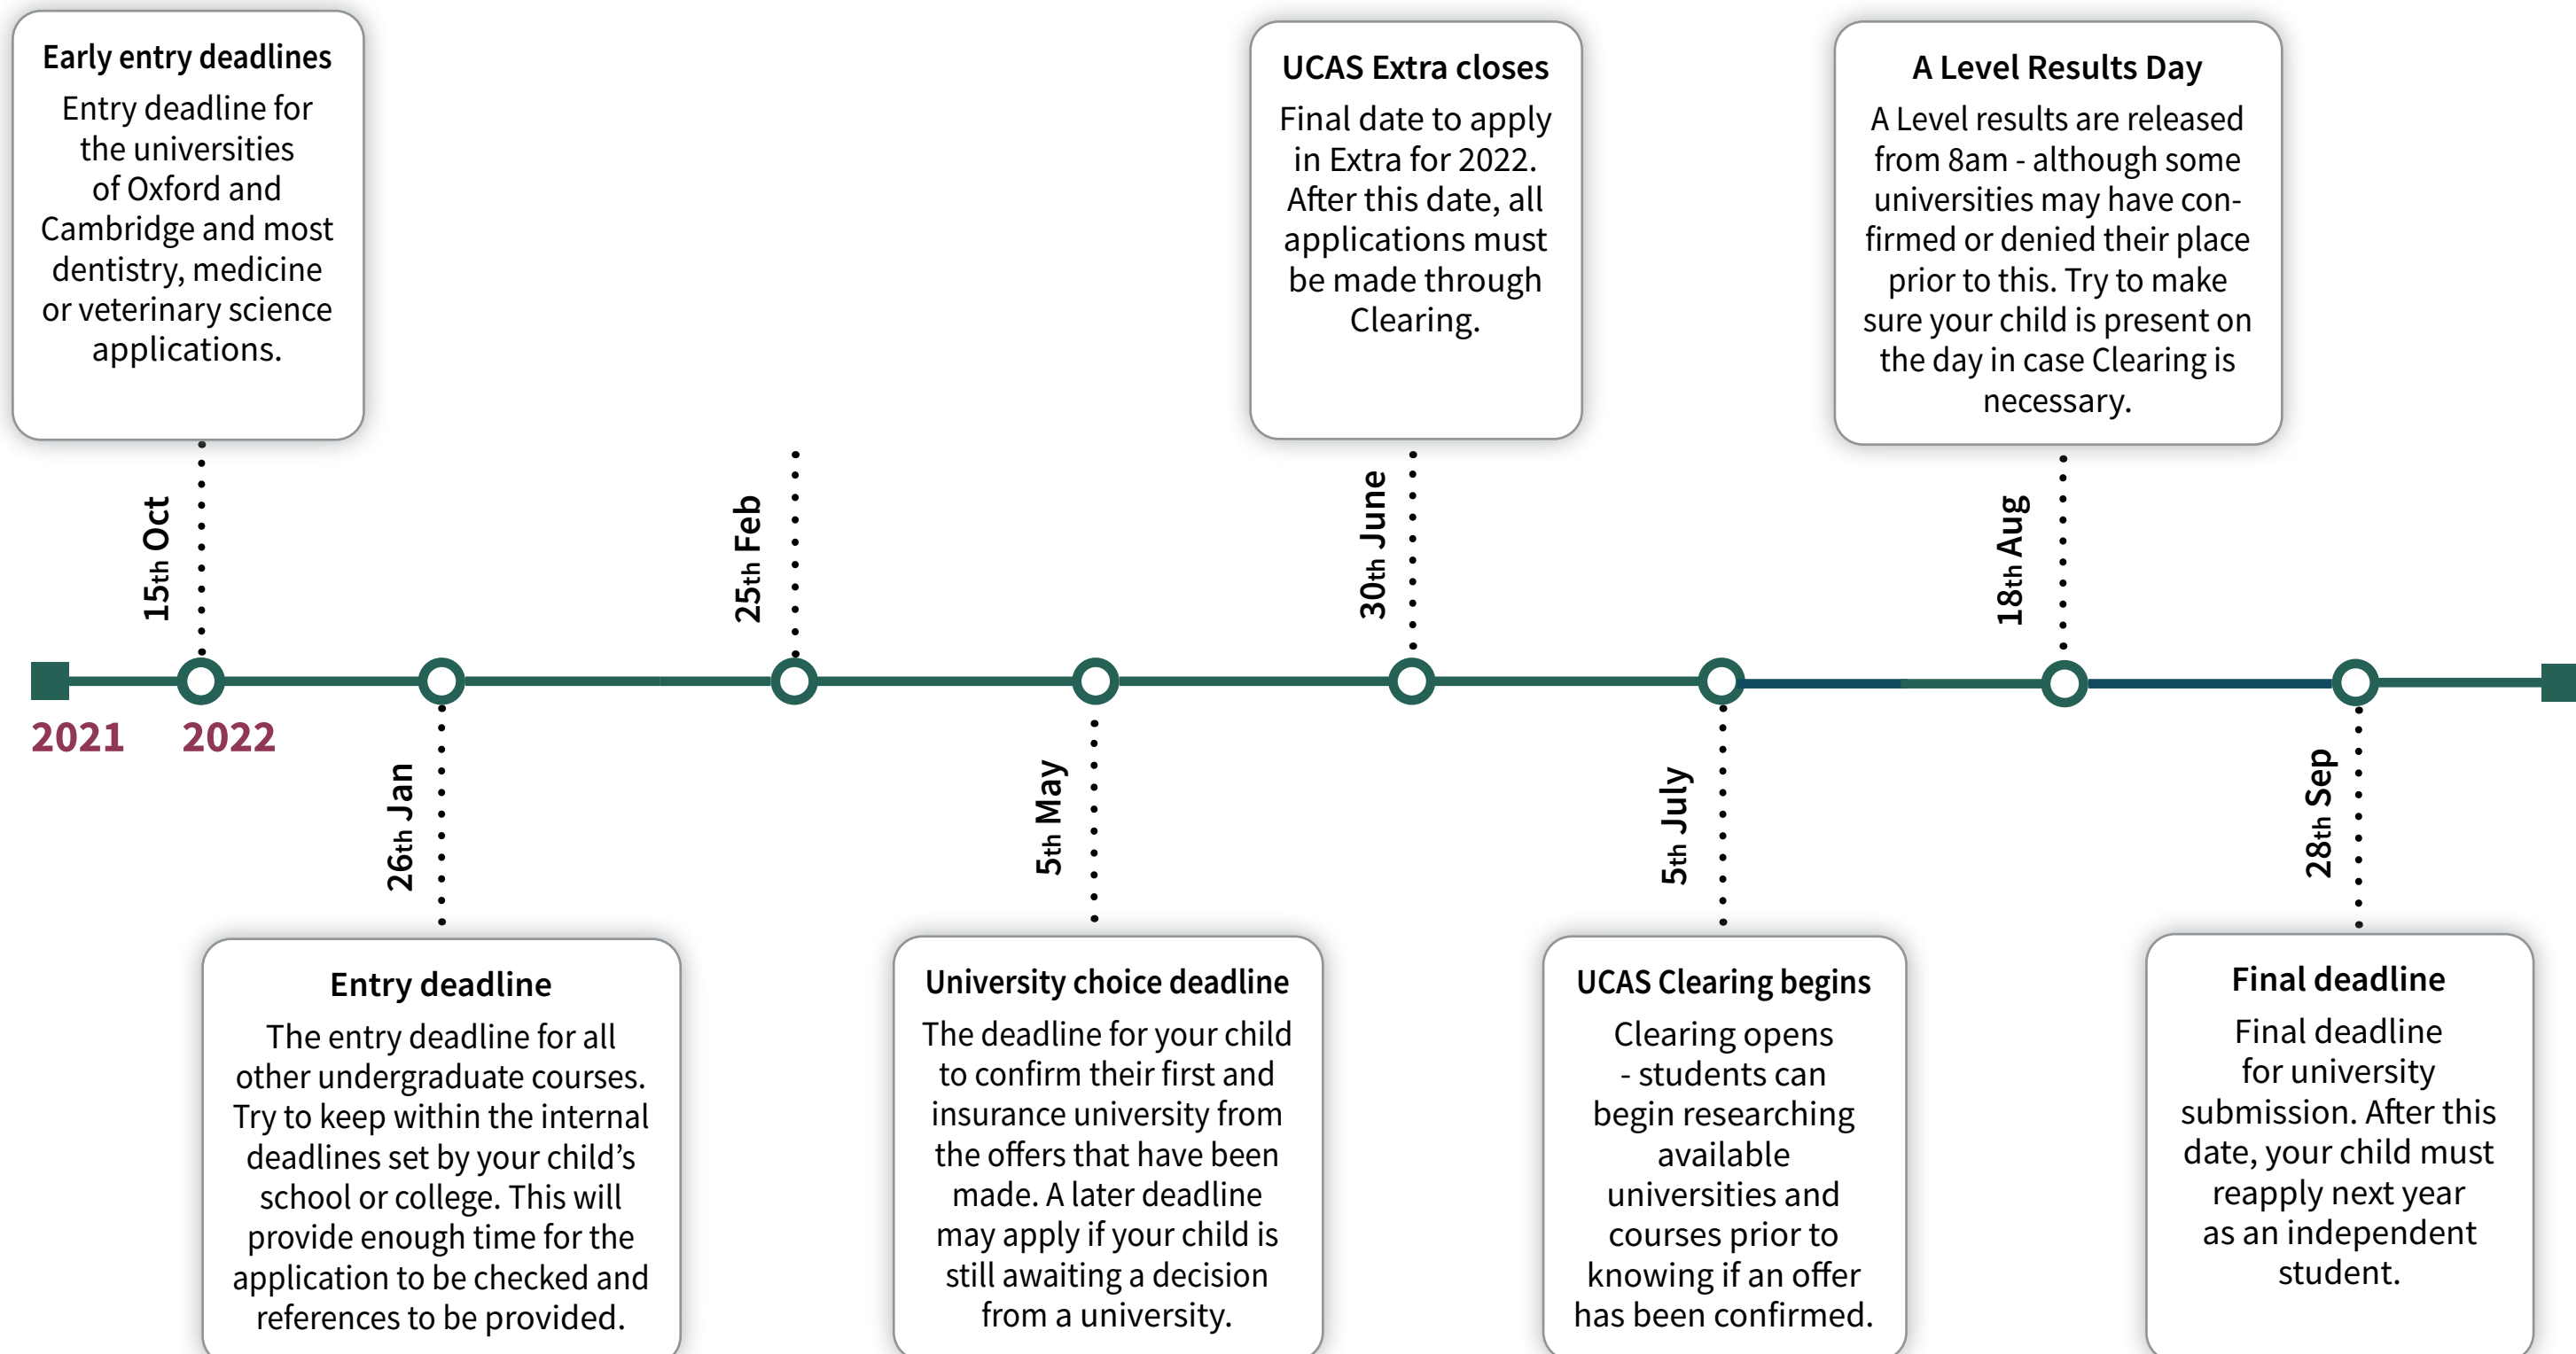 Early entry deadlines
Entry deadline for
the universities
of Oxford and
Cambridge and most
dentistry, medicine
or veterinary science
applications.
UCAS Extra closes
Final date to apply
in Extra for 2022.
After this date, all
applications must
be made through
Clearing.
A Level Results Day
A Level results are released
from 8am - although some
universities may have con-
firmed or denied their place
prior to this. Try to make
sure your child is present on
the day in case Clearing is
necessary.
15th Oct
25th Feb
30th June
18th Aug
2021
2022
26th Jan
5th May
5th July
28th Sep
Entry deadline
The entry deadline for all
other undergraduate courses.
Try to keep within the internal
deadlines set by your child’s
school or college. This will
provide enough time for the
application to be checked and
references to be provided.
University choice deadline
The deadline for your child
to confirm their first and
insurance university from
the offers that have been
made. A later deadline
may apply if your child is
still awaiting a decision
from a university.
UCAS Clearing begins
Clearing opens
- students can
begin researching
available
universities and
courses prior to
knowing if an offer
has been confirmed.
Final deadline
Final deadline
for university
submission. After this
date, your child must
reapply next year
as an independent
student.